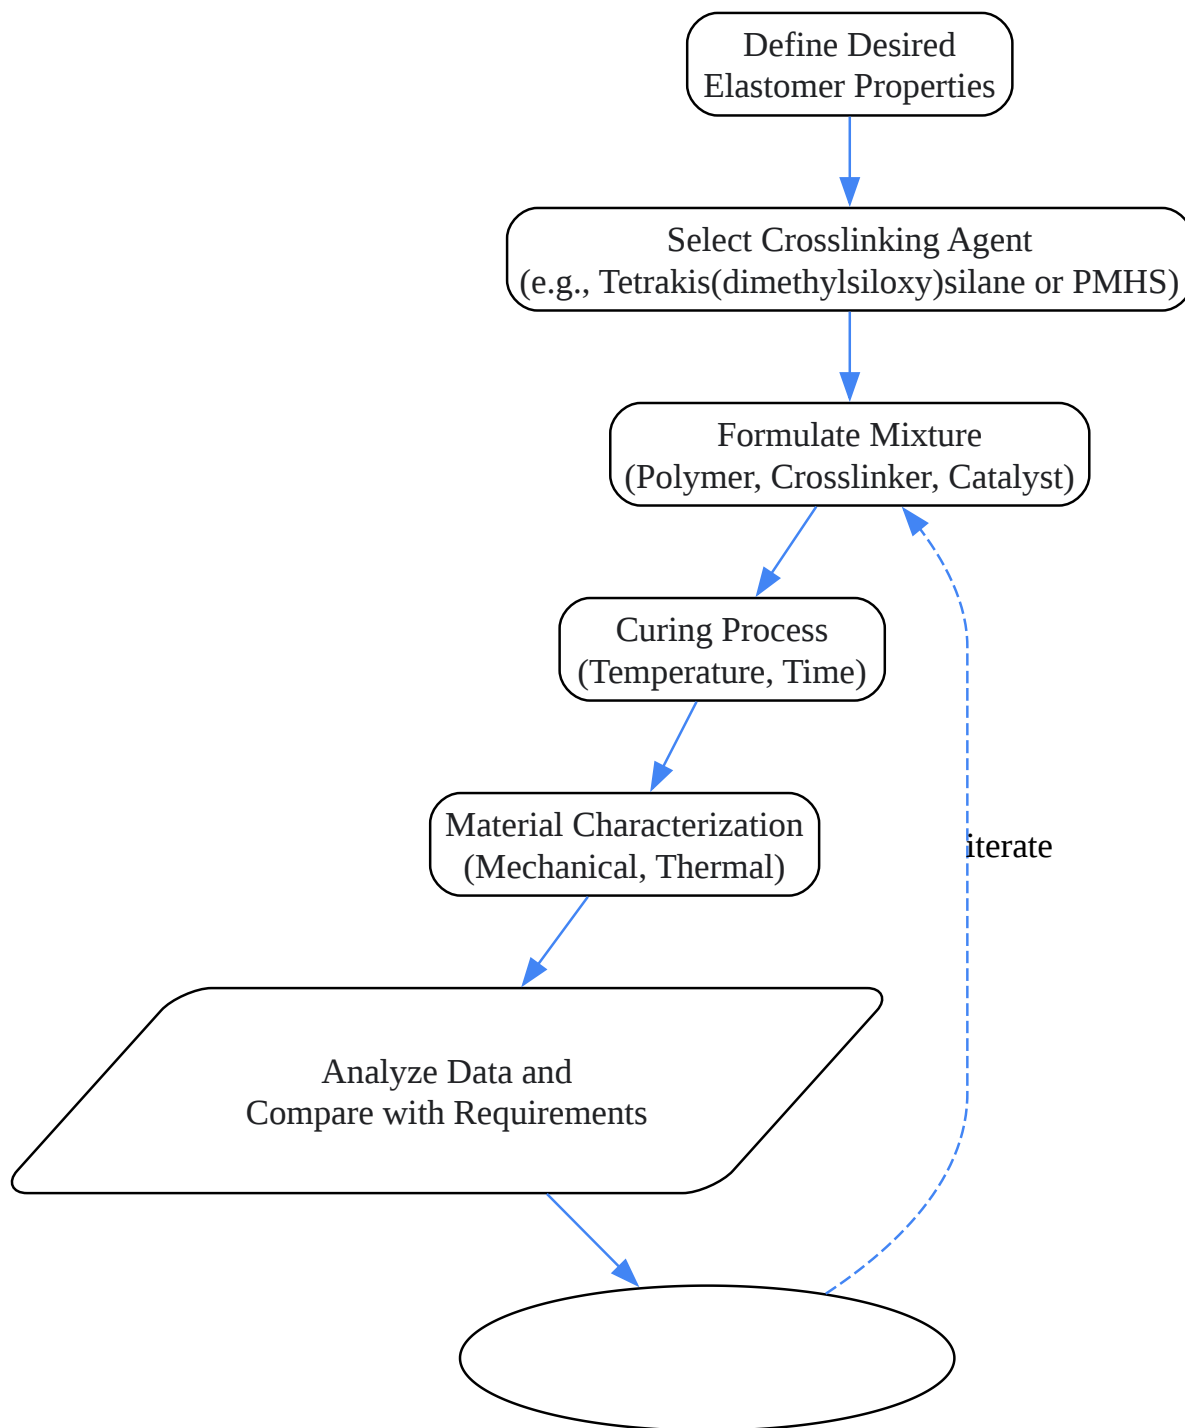 Define Desired
Elastomer Properties
Select Crosslinking Agent
(e.g., Tetrakis(dimethylsiloxy)silane or PMHS)
Formulate Mixture
(Polymer, Crosslinker, Catalyst)
Curing Process
(Temperature, Time)
Material Characterization
(Mechanical, Thermal)
iterate
Analyze Data and
Compare with Requirements